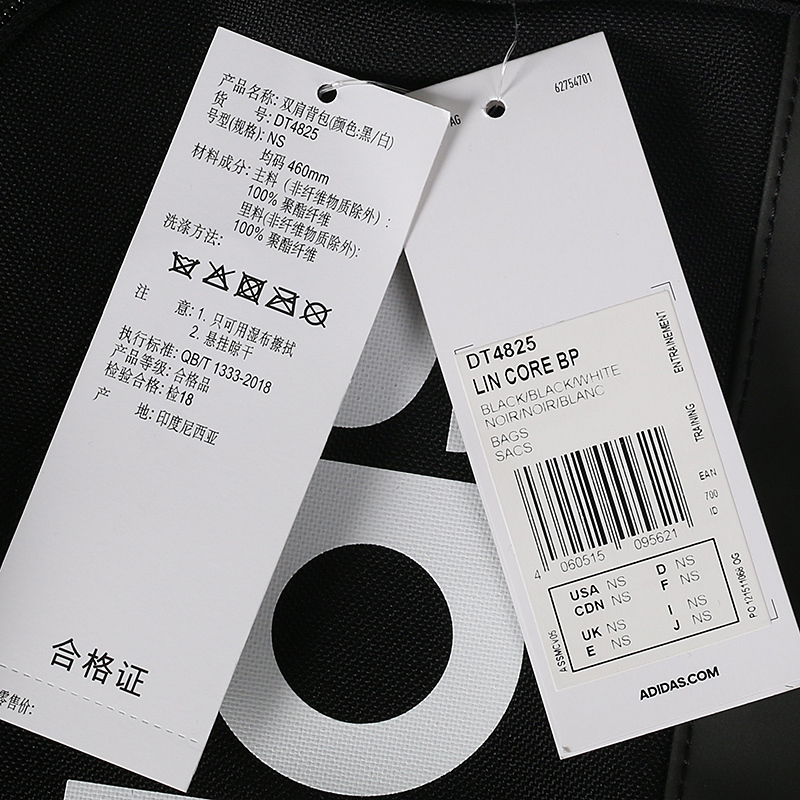 产品名称: 双肩背包(颜色:黑/白)
货 号: DT4825
号型(规格): NS
均码 460mm
材料成分: 主料（非纤维物质除外）:
100% 聚酯纤维
里料(非纤维物质除外):
100% 聚酯纤维
洗涤方法:
注 意: 1. 只可用湿布擦拭
2. 悬挂晾干
执行标准: QB/T 1333-2018
产品等级: 合格品
检验合格: 检18
产 地: 印度尼西亚
合格证
零售价:
AG
62754701
DT4825
LIN CORE BP
BLACK/BLACK/WHITE
NOIR/NOIR/BLANC
BAGS
SACS
TRAINING ENTRAINEMENT
EAN
700
ID
4 060515 095621
USA NS D NS
CDN NS F NS
UK NS I NS
E NS J NS
ASSMCV05
PO 121511068 OG
ADIDAS.COM